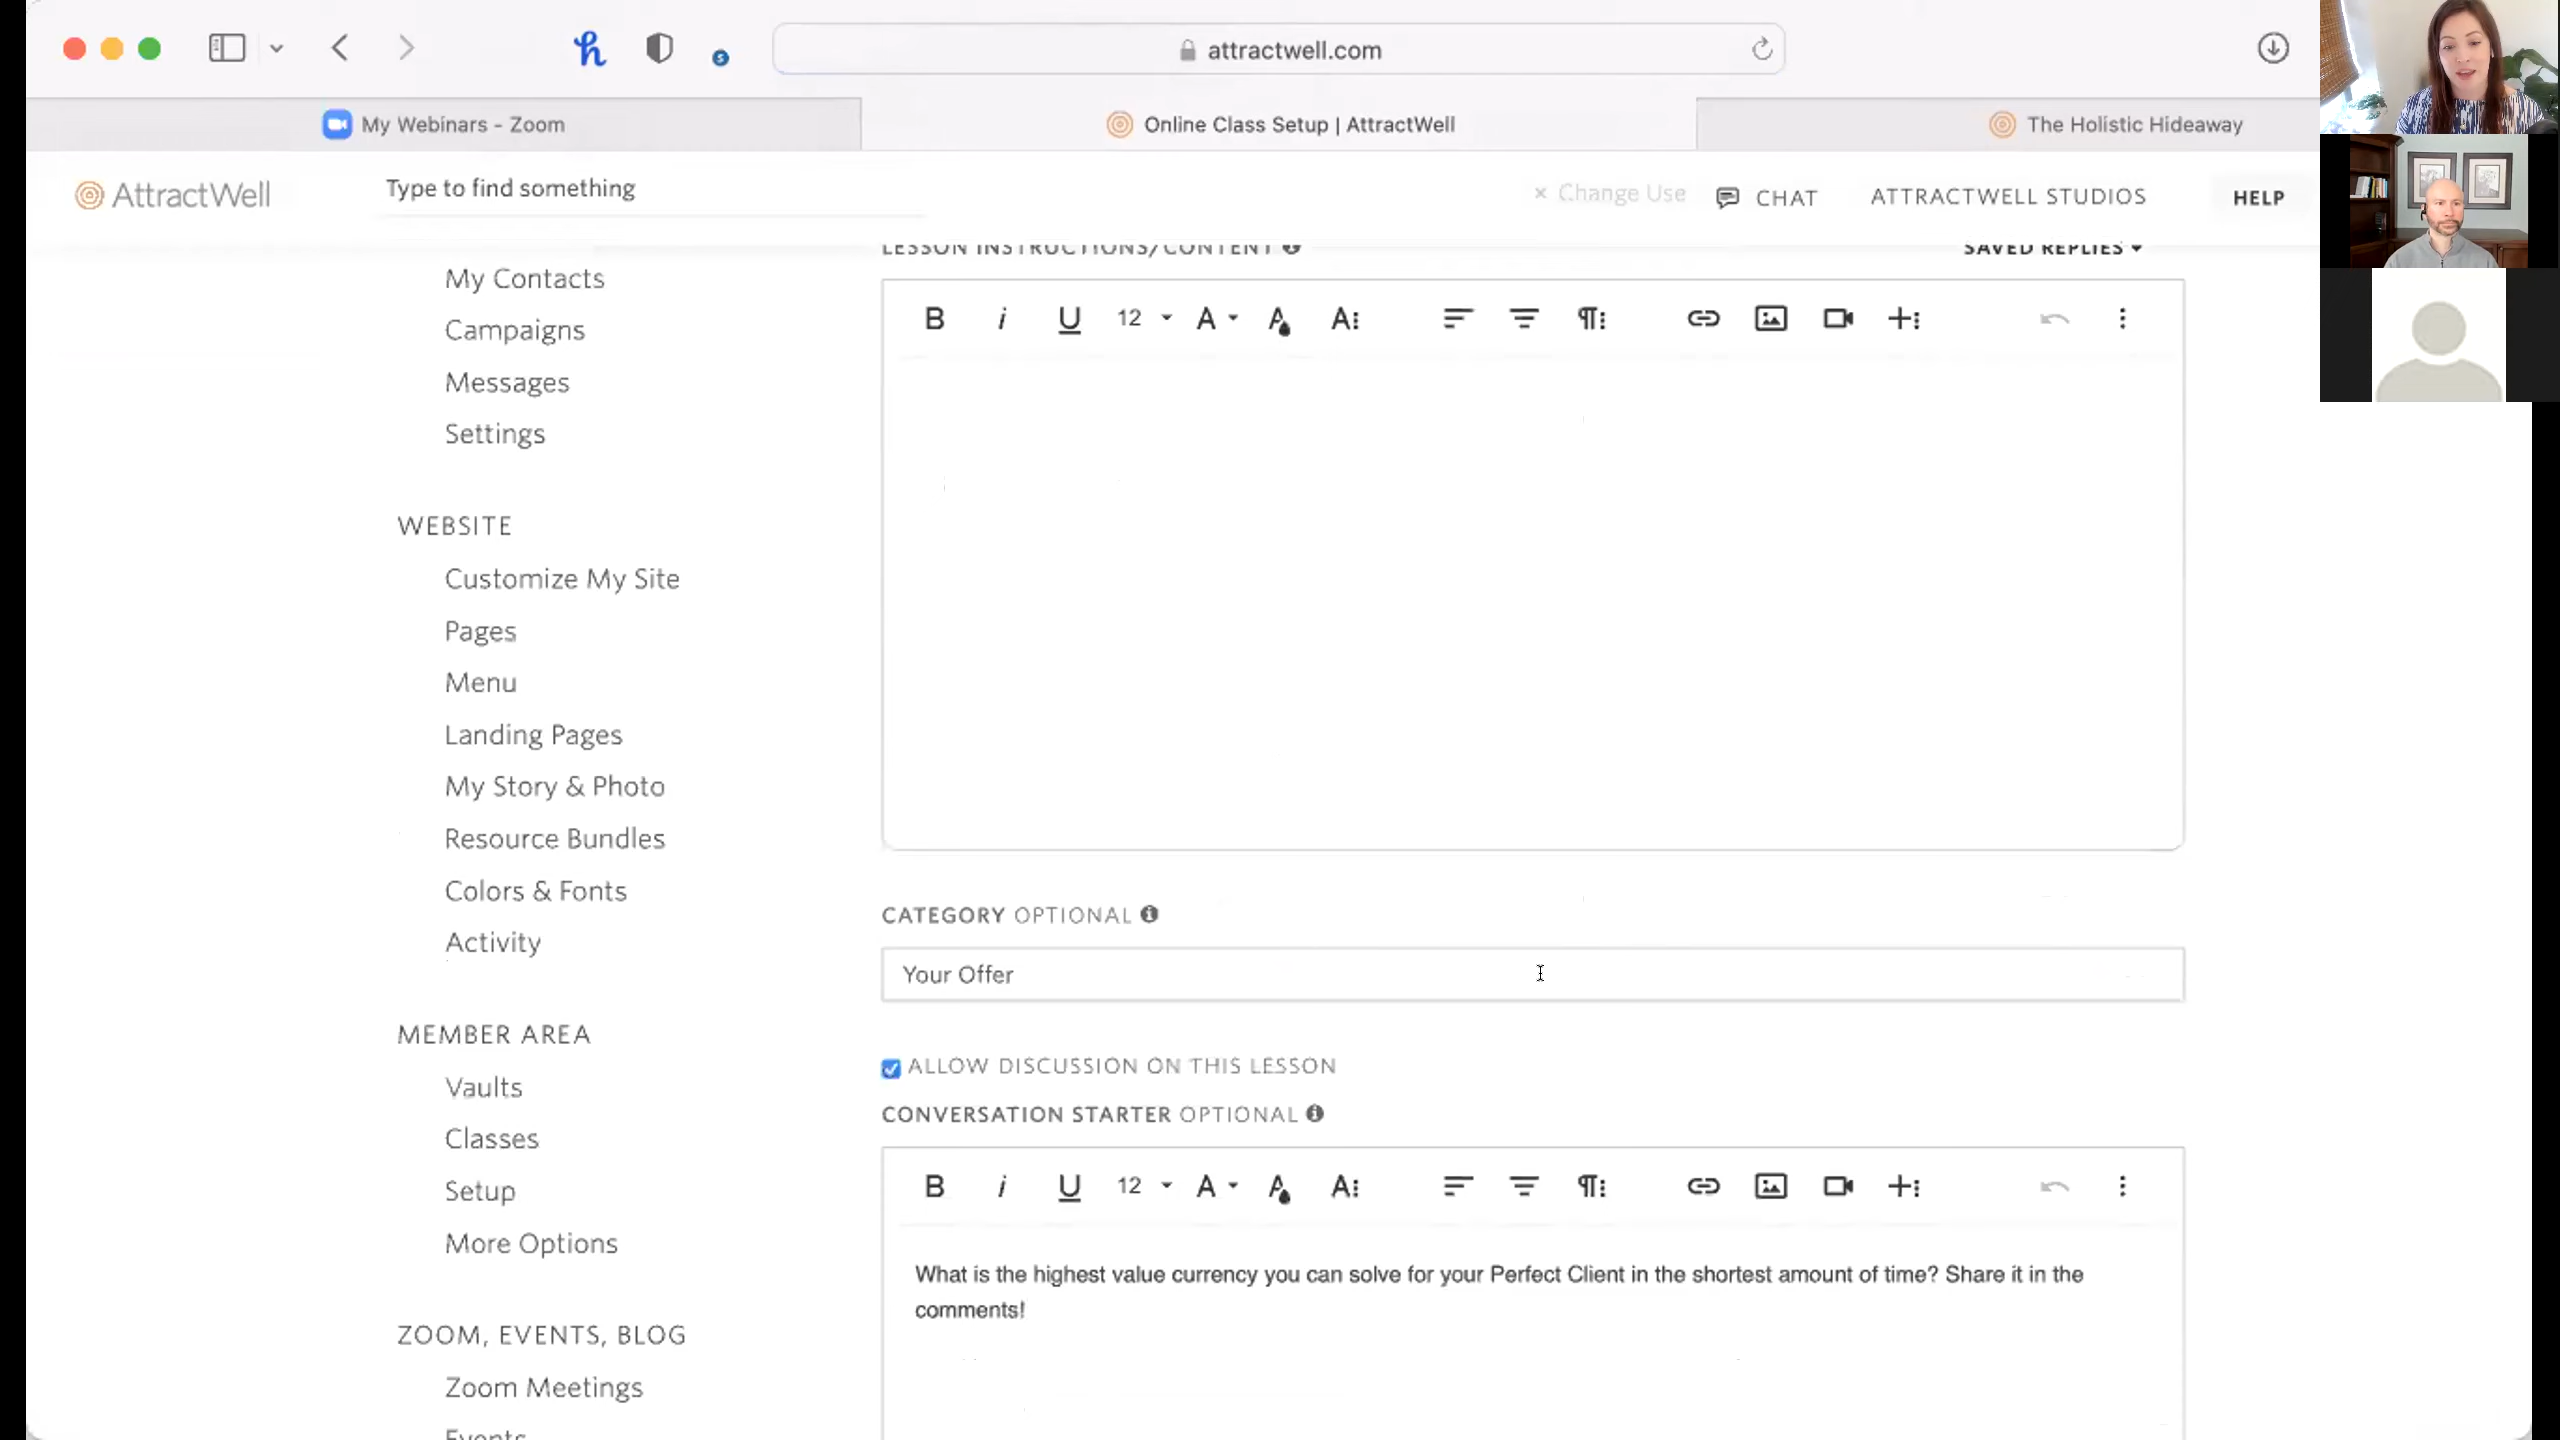 attractwell.com
My Webinars - Zoom
Online Class Setup | AttractWell
The Holistic Hideaway
AttractWell
Type to find something
× Change Use
CHAT
ATTRACTWELL STUDIOS
HELP
My Contacts
Campaigns
Messages
Settings
WEBSITE
Customize My Site
Pages
Menu
Landing Pages
My Story & Photo
Resource Bundles
Colors & Fonts
Activity
MEMBER AREA
Vaults
Classes
Setup
More Options
ZOOM, EVENTS, BLOG
Zoom Meetings
Events
LESSON INSTRUCTIONS/CONTENT
SAVED REPLIES
B i U 12 A A A
CATEGORY OPTIONAL
Your Offer
ALLOW DISCUSSION ON THIS LESSON
CONVERSATION STARTER OPTIONAL
B i U 12 A A A
What is the highest value currency you can solve for your Perfect Client in the shortest amount of time? Share it in the
comments!